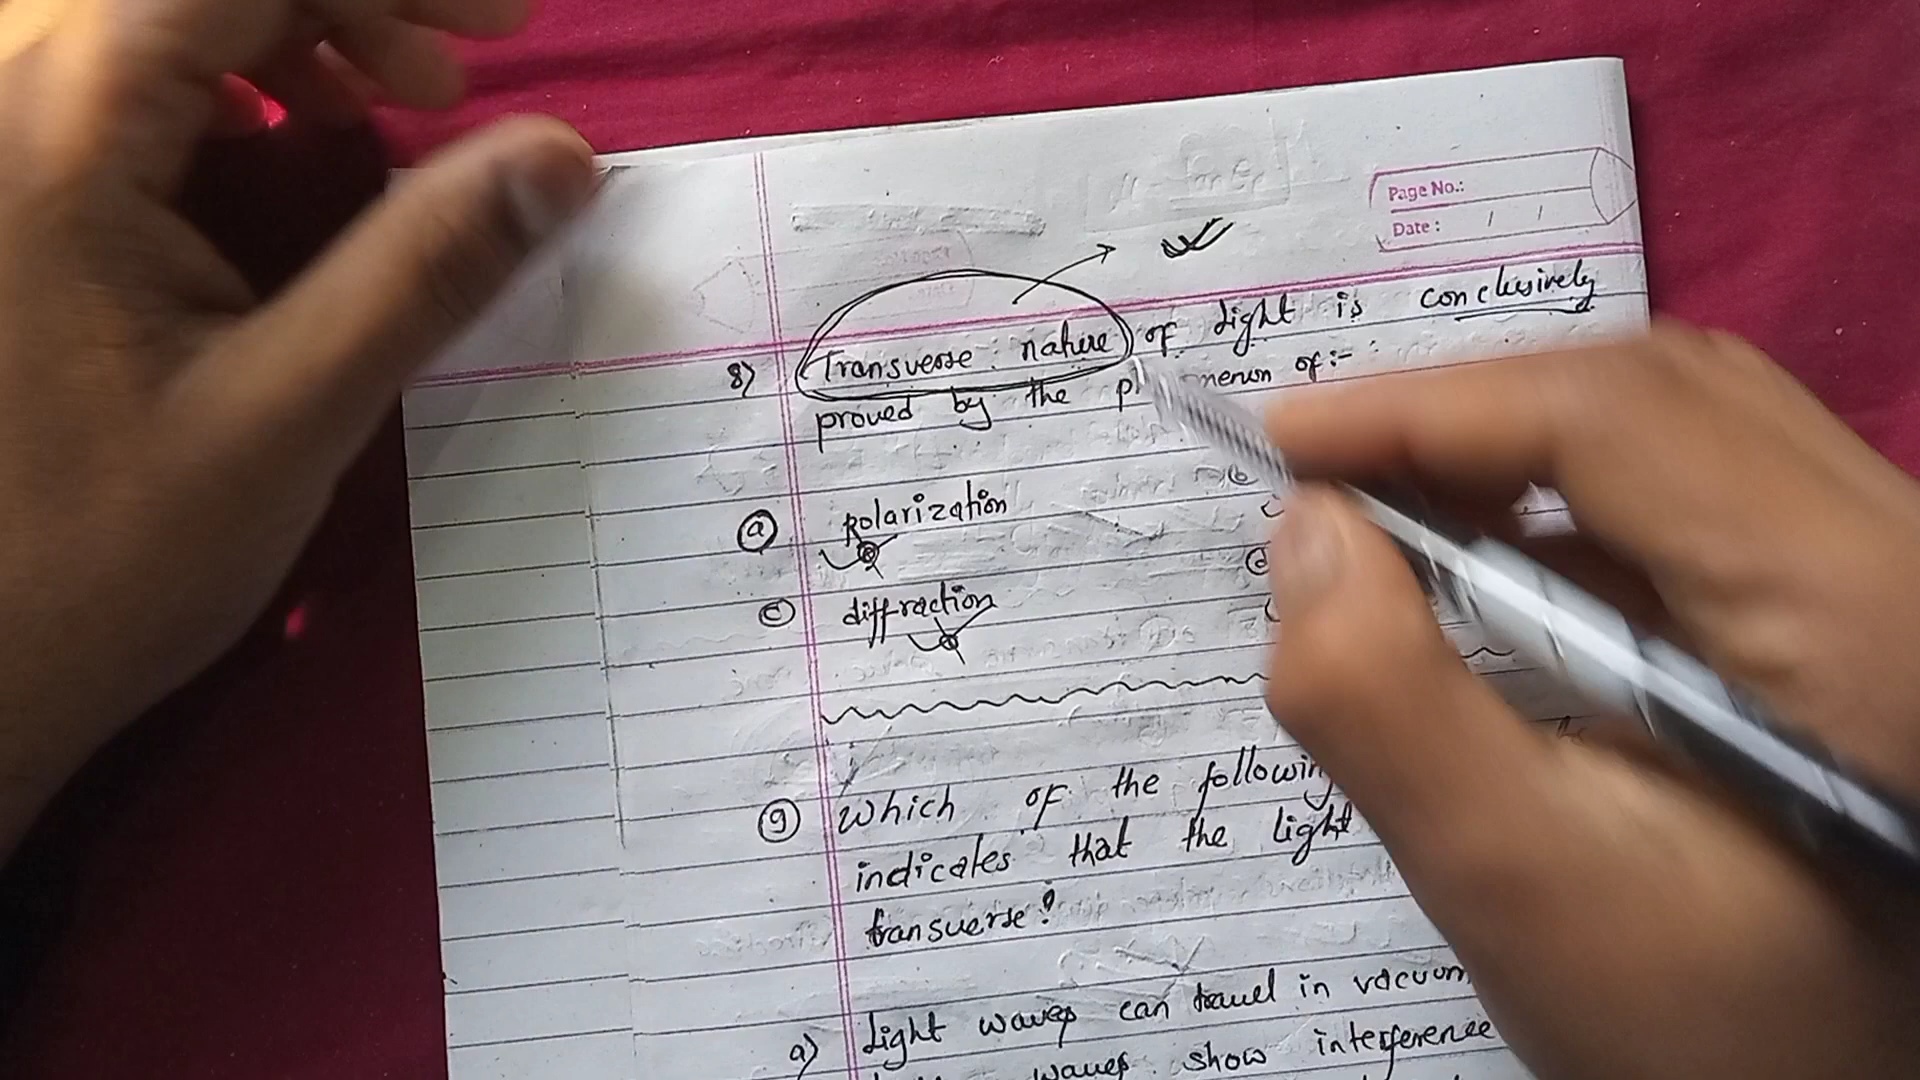 Page No.:
Date : / /
8) Transverse nature of Light is conclusively
proved by the of :-
(a) polarization (b)
(c) diffraction (d)
(9) Which of the following
indicates that the light
transverse?
a) Light waves can travel in vacuum
waves show interference